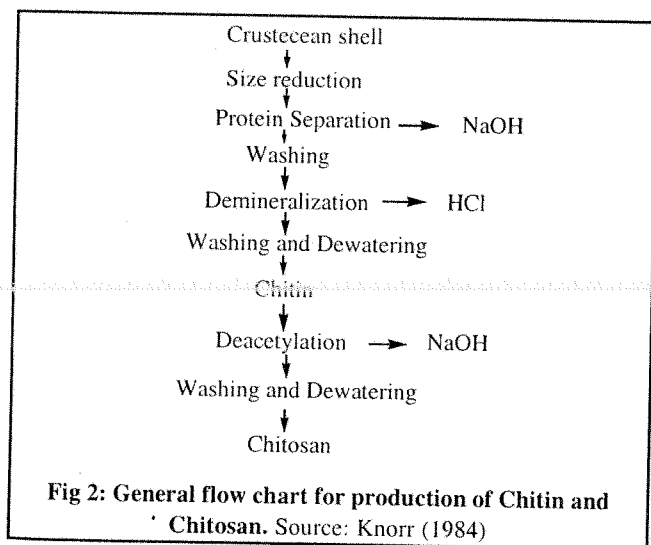 Crustecean shell
Size reduction
Protein Separation NaOH
Washing
Demineralization HCl
Washing and Dewatering
Chitin
Deacetylation NaOH
Washing and Dewatering
Chitosan
Fig 2: General flow chart for production of Chitin and
Chitosan. Source: Knorr (1984)